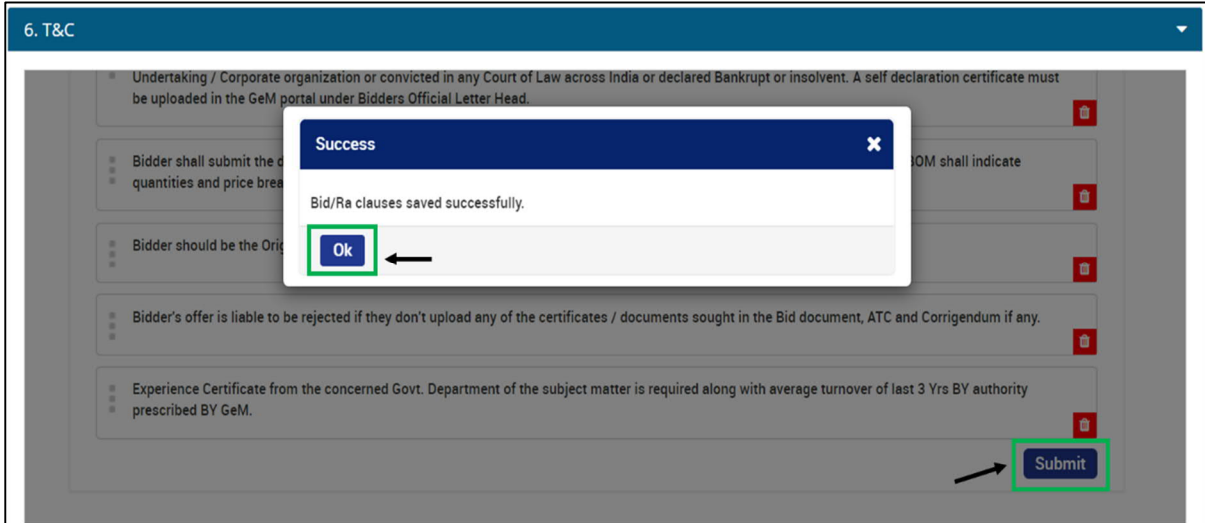 6. T&C
Undertaking / Corporate organization or convicted in any Court of Law across India or declared Bankrupt or insolvent. A self declaration certificate must
be uploaded in the GeM portal under Bidders Official Letter Head.
Success
Bidder shall submit the d
BOM shall indicate
quantities and price brea
Bid/Ra clauses saved successfully.
Bidder should be the Orig
Ok
Bidder's offer is liable to be rejected if they don't upload any of the certificates / documents sought in the Bid document, ATC and Corrigendum if any.
Experience Certificate from the concerned Govt. Department of the subject matter is required along with average turnover of last 3 Yrs BY authority
prescribed BY GeM.
Submit